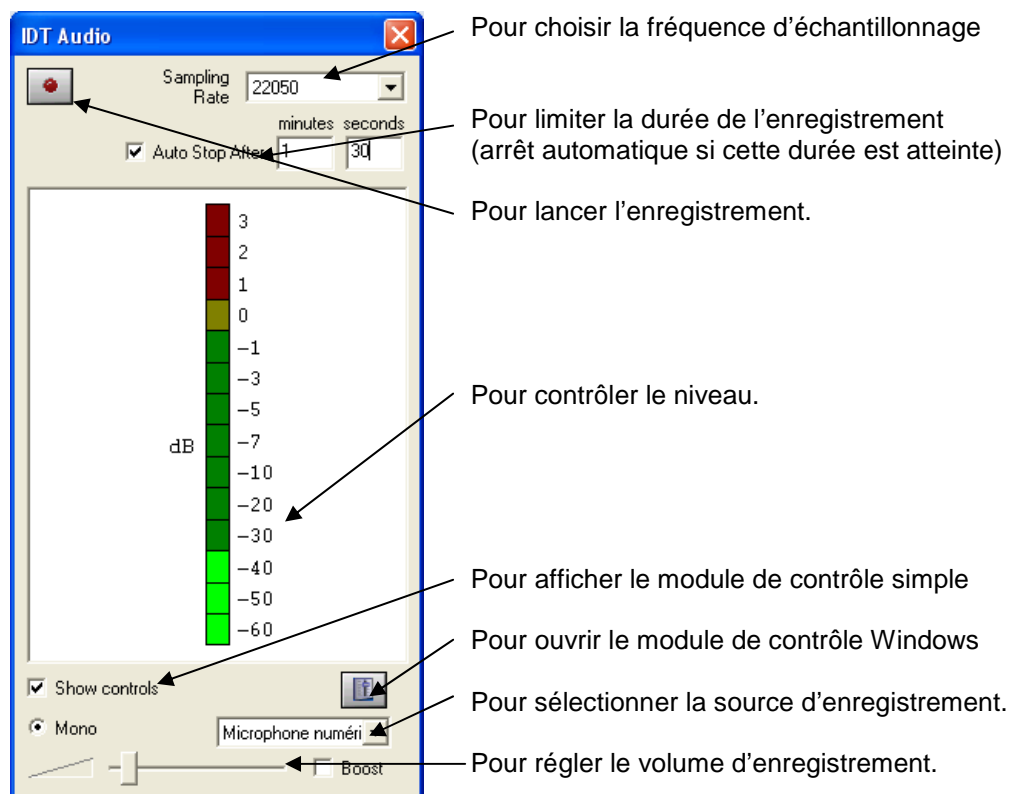 IDT Audio
Pour choisir la fréquence d'échantillonnage
Sampling Rate
22050
minutes seconds
Auto Stop After 1 30
Pour limiter la durée de l'enregistrement
(arrêt automatique si cette durée est atteinte)
Pour lancer l'enregistrement.
3
2
1
0
−1
−3
−5
dB
−7
−10
−20
−30
−40
−50
−60
Pour contrôler le niveau.
Pour afficher le module de contrôle simple
Pour ouvrir le module de contrôle Windows
Show controls
Pour sélectionner la source d'enregistrement.
Mono
Microphone numéri
Boost
Pour régler le volume d'enregistrement.